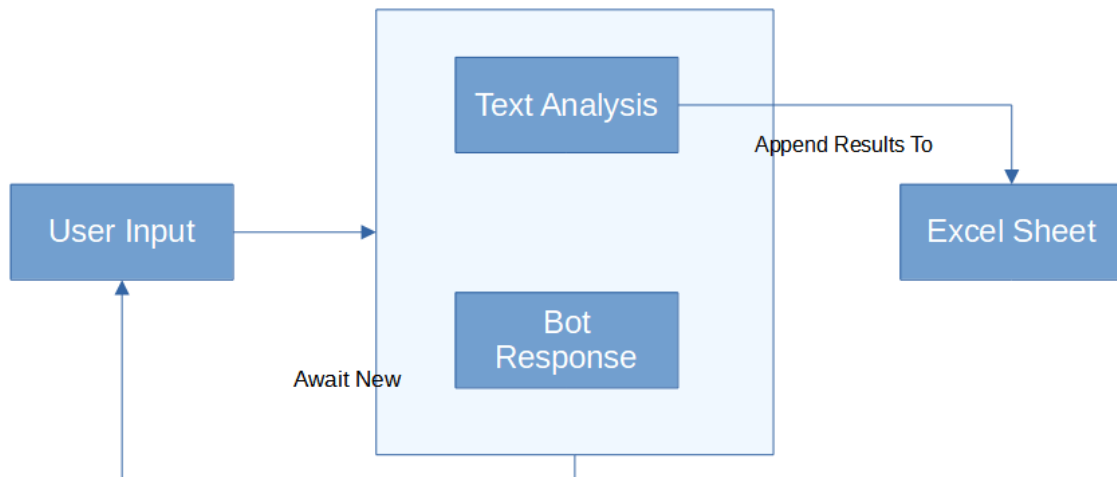 Text Analysis
Append Results To
User Input
Excel Sheet
Bot
Response
Await New